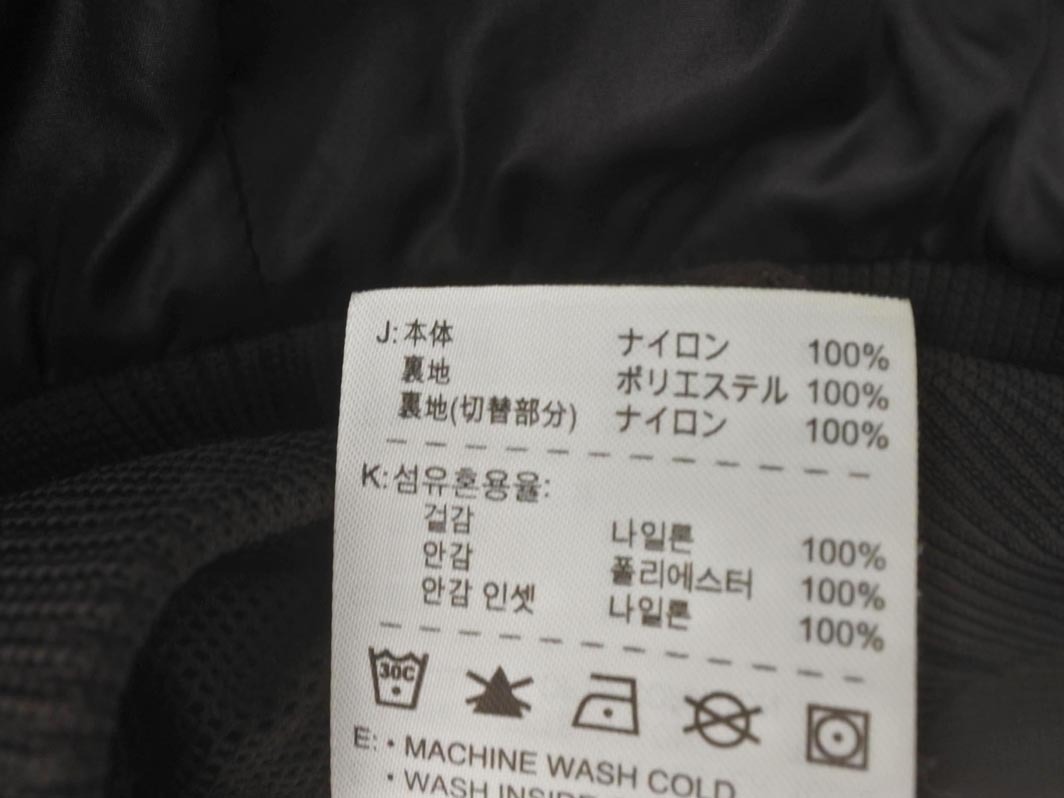 J: 本体 ナイロン 100%
裏地 ポリエステル 100%
裏地(切替部分) ナイロン 100%
K: 섬유혼용율:
겉감 나일론 100%
안감 폴리에스터 100%
안감 인셋 나일론 100%
30C
E: · MACHINE WASH COLD
· WASH INSIDE